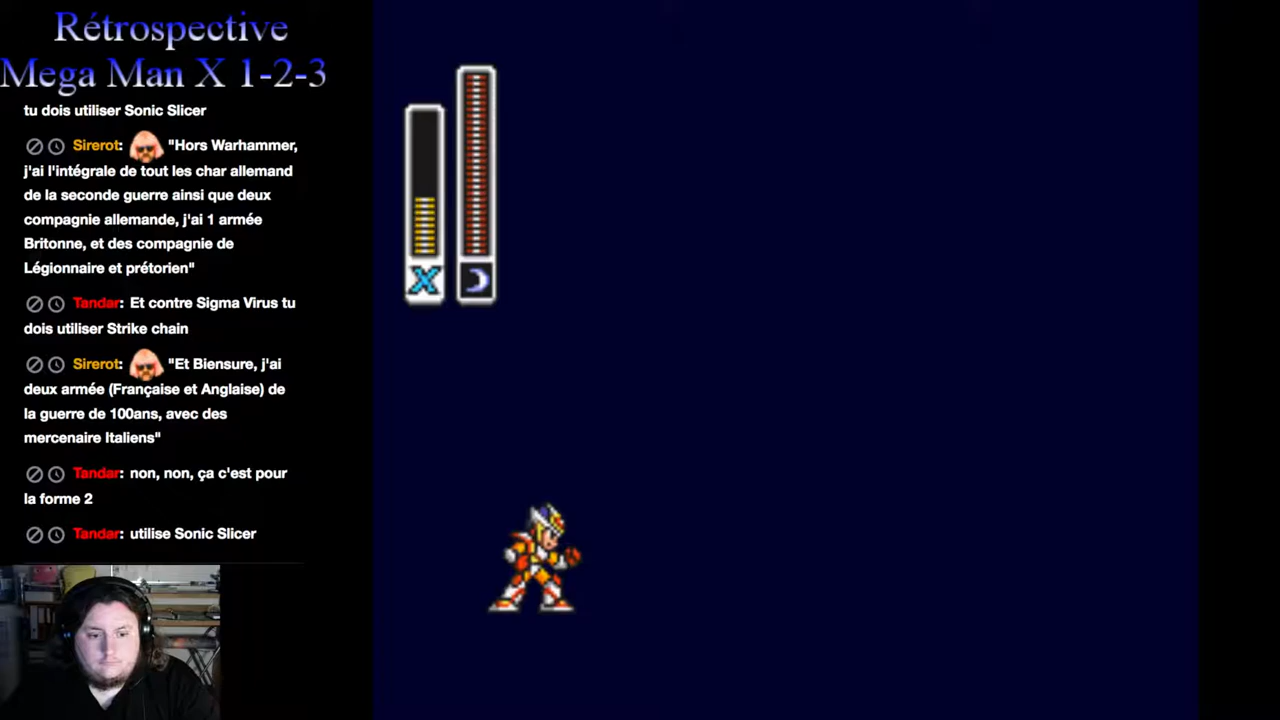 Rétrospective
Mega Man X 1-2-3
tu dois utiliser Sonic Slicer
Sirerot: "Hors Warhammer,
j'ai l'intégrale de tout les char allemand
de la seconde guerre ainsi que deux
compagnie allemande, j'ai 1 armée
Britonne, et des compagnie de
Légionnaire et prétorien"
Tandar: Et contre Sigma Virus tu
dois utiliser Strike chain
Sirerot: "Et Biensure, j'ai
deux armée (Française et Anglaise) de
la guerre de 100ans, avec des
mercenaire Italiens"
Tandar: non, non, ça c'est pour
la forme 2
Tandar: utilise Sonic Slicer
X